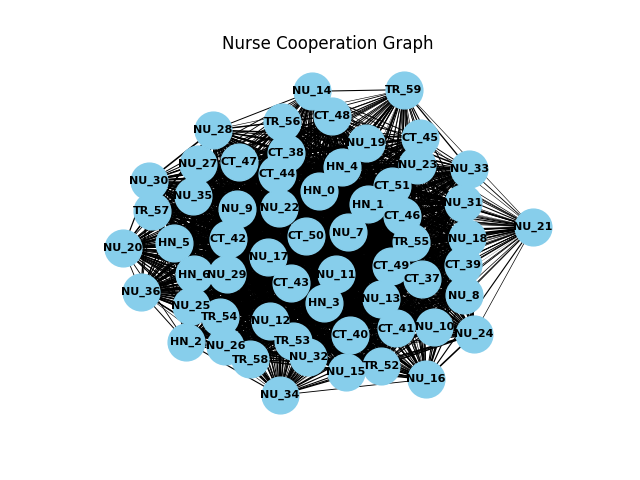 Nurse Cooperation Graph
NU_14
TR_59
CT_48
TR_56
NU_28
CT_45
NU_19
CT_38
NU_27
CT_47
HN_4
NU_23
NU_33
CT_44
NU_30
CT_51
HN_0
NU_35
NU_31
HN_1
NU_9
NU_22
TR_57
CT_46
NU_21
NU_7
CT_50
NU_18
CT_42
TR_55
HN_5
NU_20
NU_17
CT_39
CT_49
HN_6
NU_29
NU_11
CT_37
CT_43
NU_36
NU_8
NU_13
HN_3
NU_25
TR_54
NU_12
NU_10
CT_41
NU_24
CT_40
TR_53
HN_2
NU_26
NU_32
TR_58
TR_52
NU_15
NU_16
NU_34